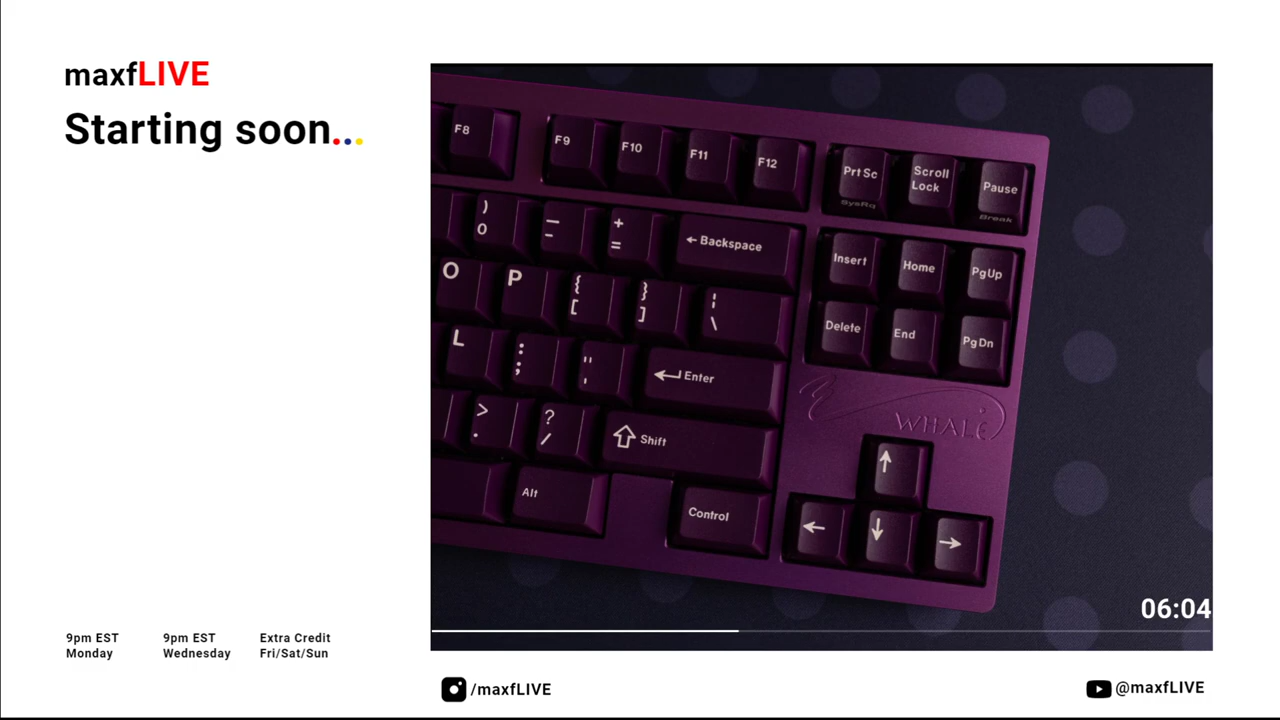 maxfLIVE
Starting soon...
F8
F9
F10
F11
F12
Prt Sc
SysRq
Scroll
Lock
Pause
Break
)
0
—
-
+
=
← Backspace
Insert
Home
PgUp
O
P
{
[
}
]
¦
\
Delete
End
PgDn
L
:
;
"
'
Enter
WHALE
>
.
?
/
Shift
↑
Alt
Control
←
↓
→
06:04
9pm EST
Monday
9pm EST
Wednesday
Extra Credit
Fri/Sat/Sun
/maxfLIVE
@maxfLIVE